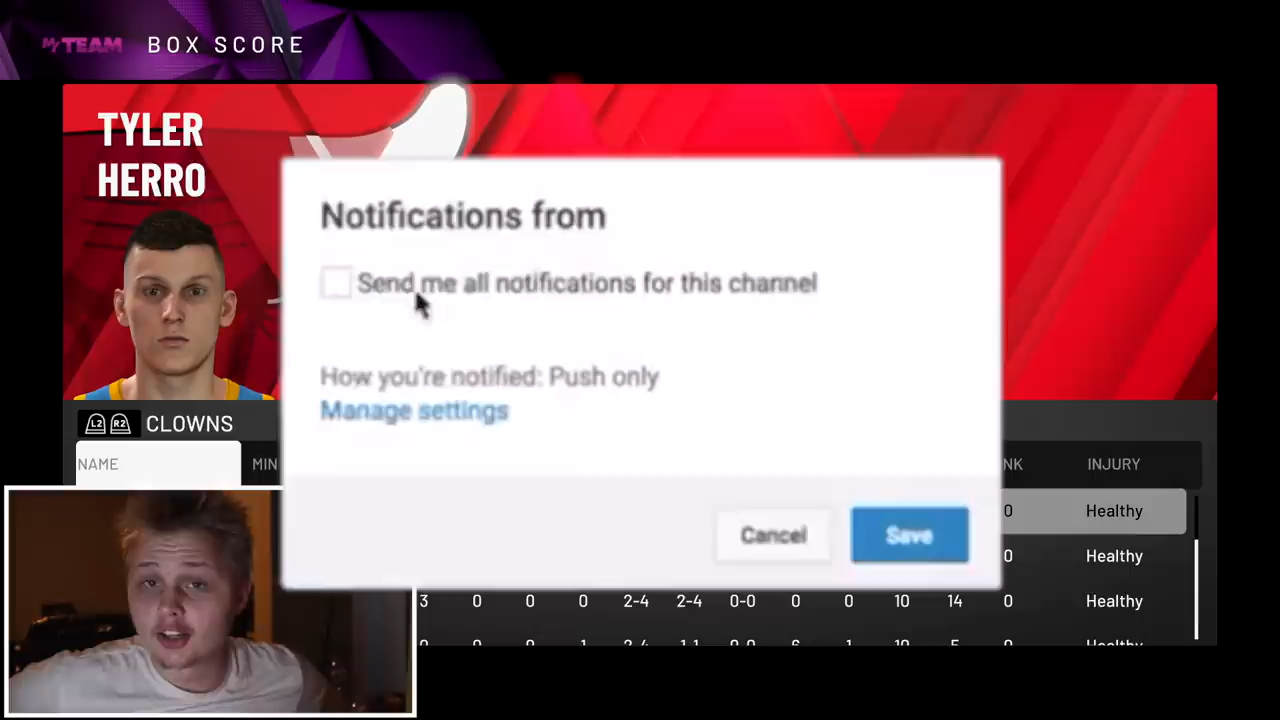 MyTEAM BOX SCORE
TYLER
HERRO
Notifications from
Send me all notifications for this channel
How you're notified: Push only
Manage settings
Cancel Save
L2 R2 CLOWNS
NAME MIN NK INJURY
0 Healthy
0 Healthy
3 0 0 0 2-4 2-4 0-0 0 0 10 14 0 Healthy